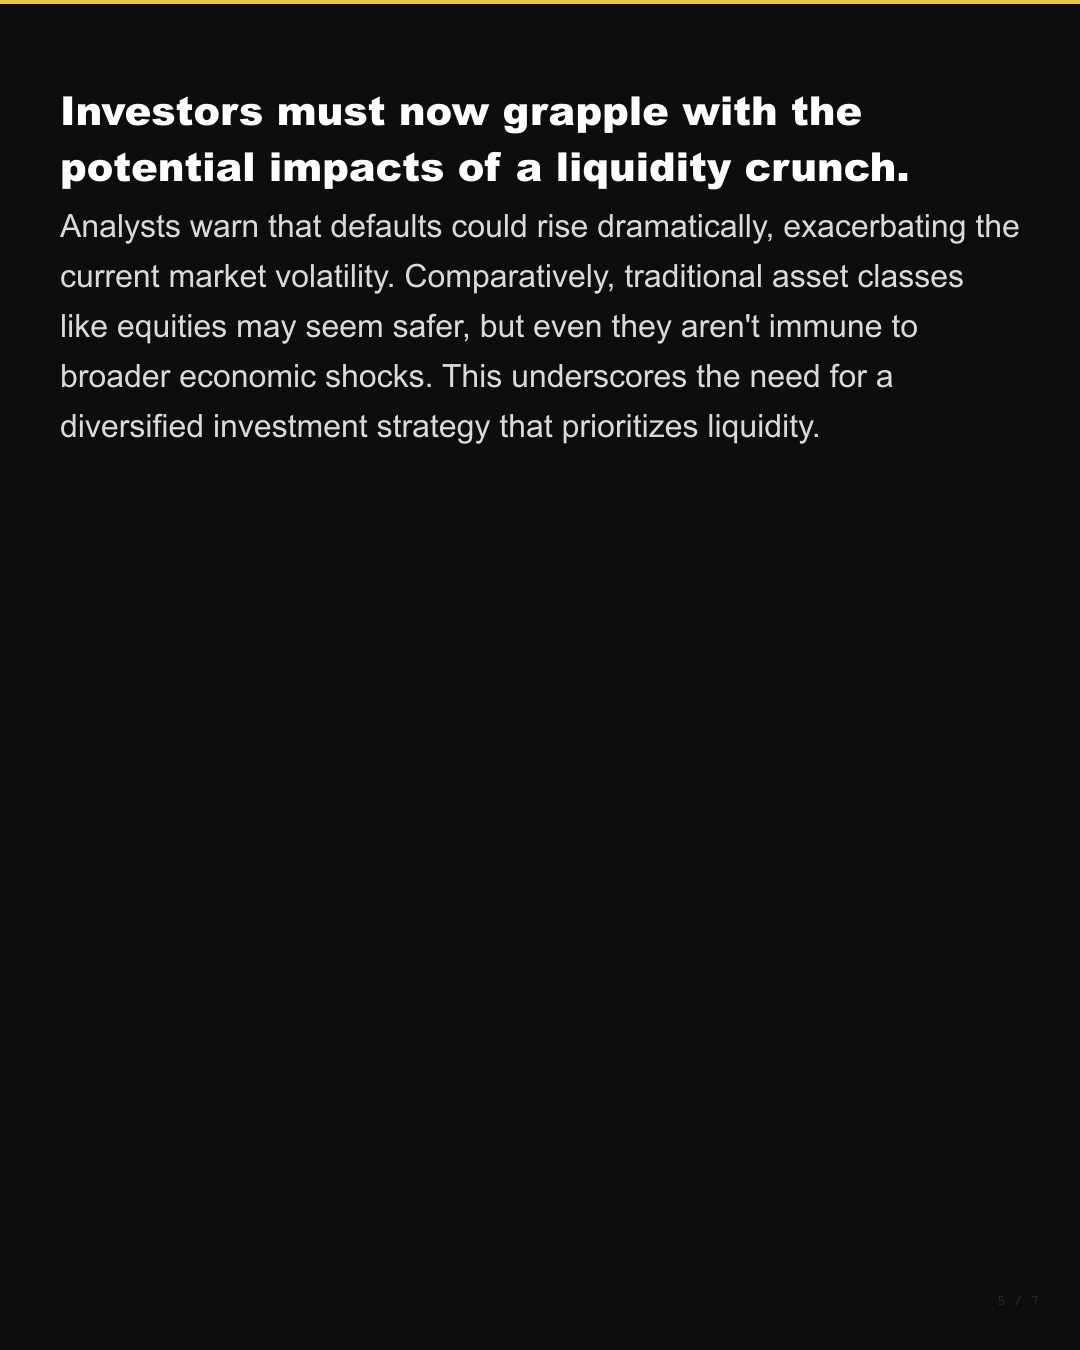 Investors must now grapple with the
potential impacts of a liquidity crunch.
Analysts warn that defaults could rise dramatically, exacerbating the
current market volatility. Comparatively, traditional asset classes
like equities may seem safer, but even they aren't immune to
broader economic shocks. This underscores the need for a
diversified investment strategy that prioritizes liquidity.
5 / 7